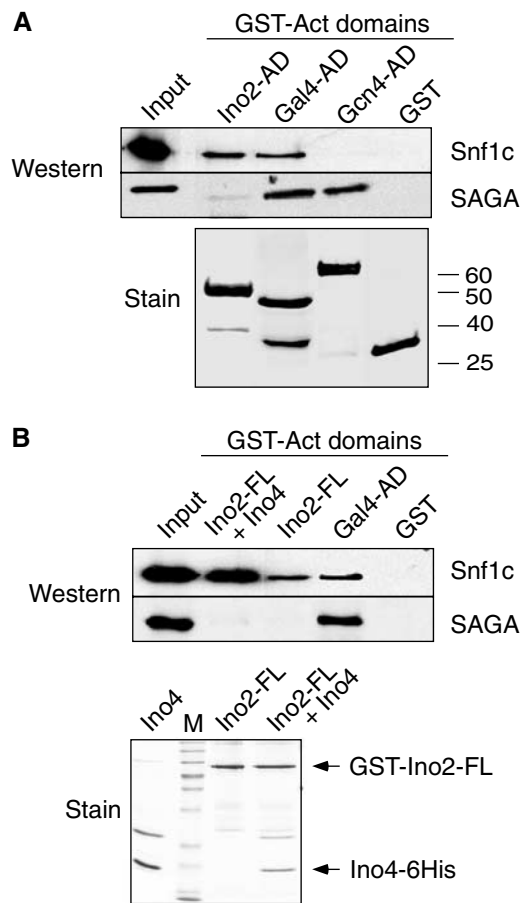 A
GST-Act domains
Input
Ino2-AD
Gal4-AD
Gcn4-AD
GST
Western
Snf1c
SAGA
Stain
60
50
40
25
B
GST-Act domains
Input
Ino2-FL
+ Ino4
Ino2-FL
Gal4-AD
GST
Western
Snf1c
SAGA
Ino4
M
Ino2-FL
Ino2-FL
+ Ino4
Stain
GST-Ino2-FL
Ino4-6His